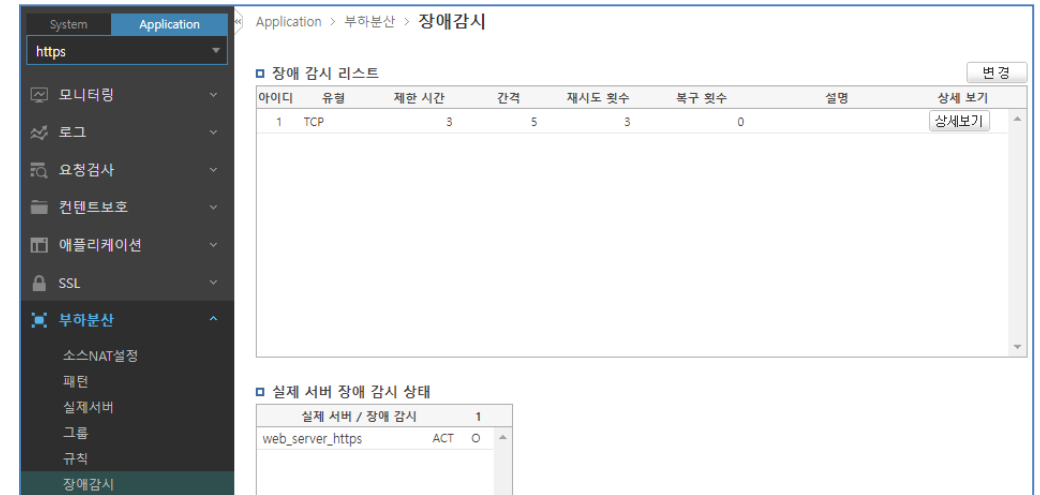 System Application
https
모니터링
로그
요청검사
컨텐트보호
애플리케이션
SSL
부하분산
소스NAT설정
패턴
실제서버
그룹
규칙
장애감시
Application > 부하분산 > 장애감시
장애 감시 리스트 변경
아이디 유형 제한 시간 간격 재시도 횟수 복구 횟수 설명 상세 보기
1 TCP 3 5 3 0 상세보기
실제 서버 장애 감시 상태
실제 서버 / 장애 감시 1
web_server_https ACT O